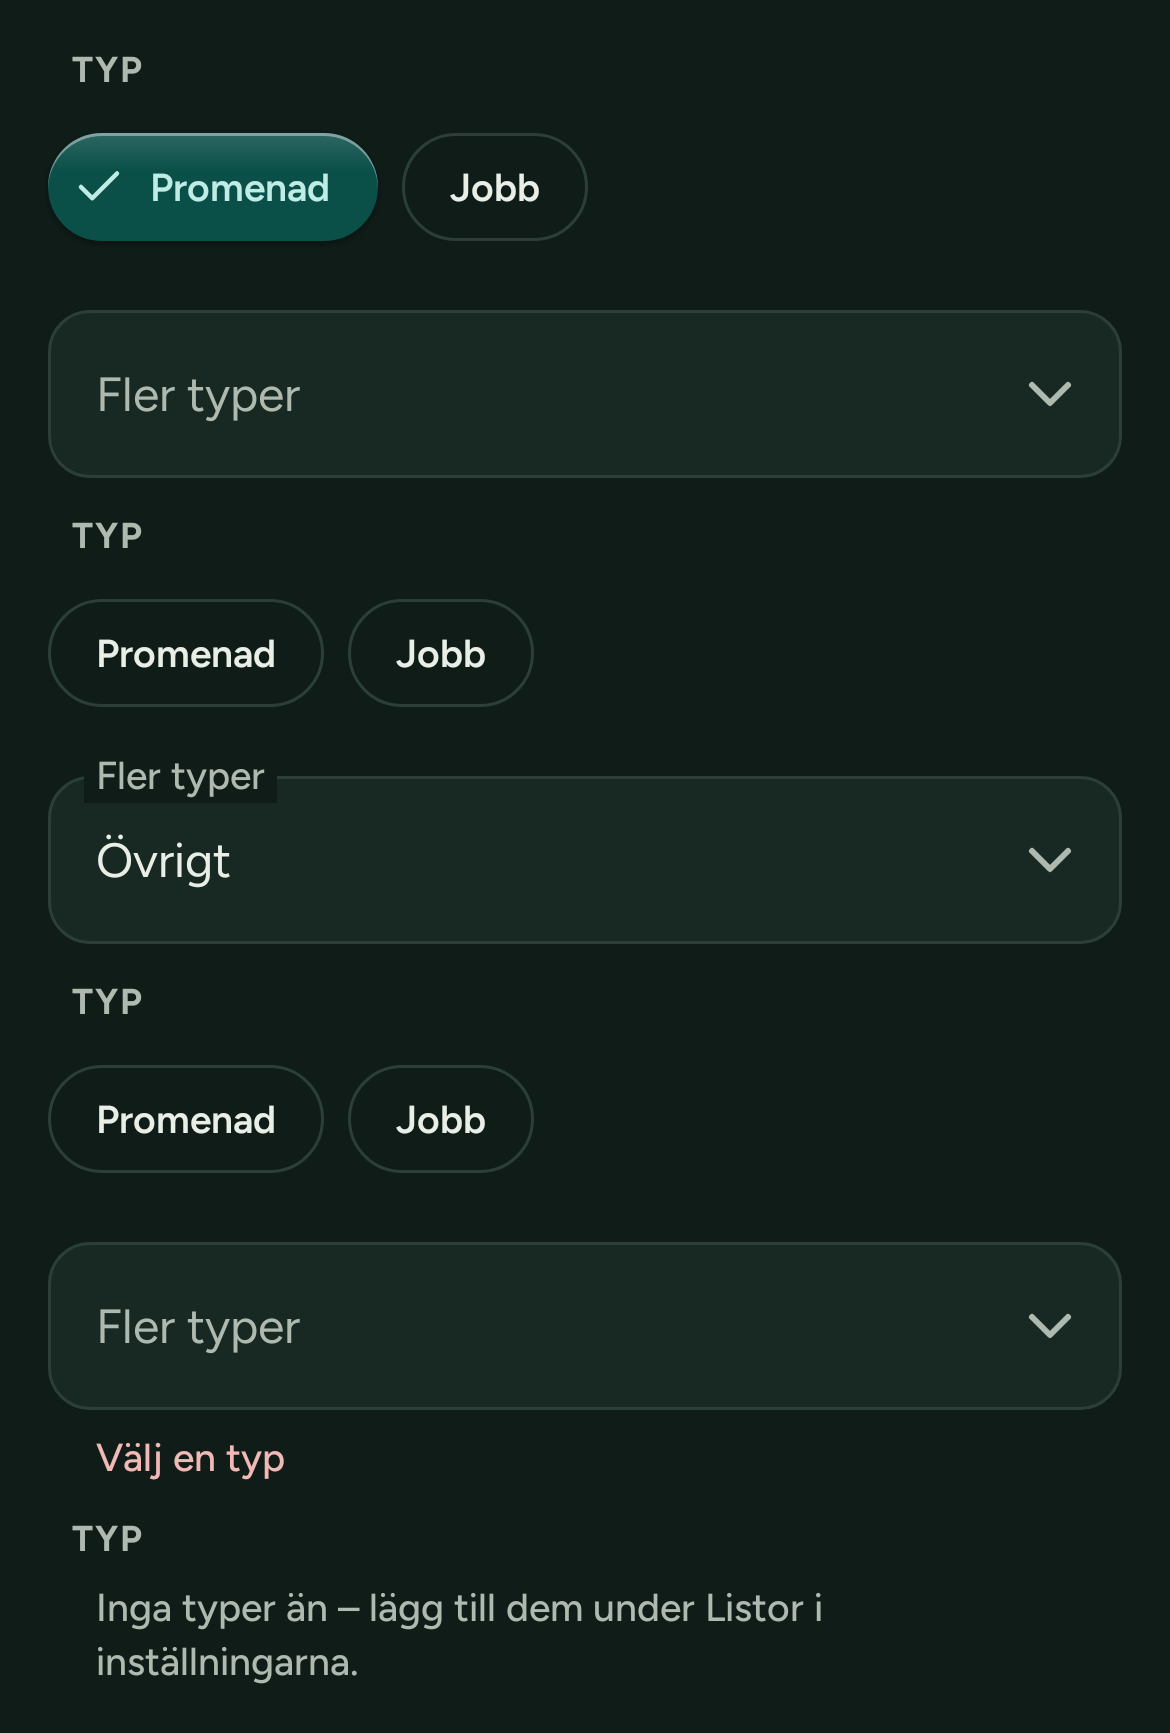 TYP
Promenad
Jobb
Fler typer
TYP
Promenad
Jobb
Fler typer
Övrigt
TYP
Promenad
Jobb
Fler typer
Välj en typ
TYP
Inga typer än – lägg till dem under Listor i
inställningarna.